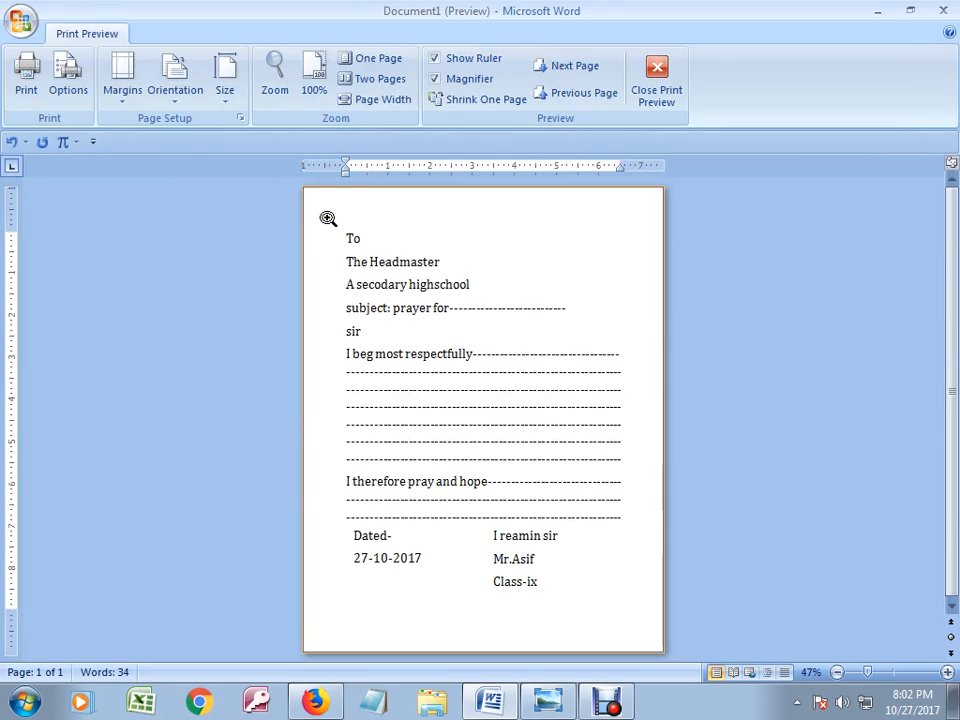 Document1 (Preview) - Microsoft Word
Print Preview
Print
Options
Margins
Orientation
Size
Zoom
100%
One Page
Two Pages
Page Width
Show Ruler
Magnifier
Shrink One Page
Next Page
Previous Page
Close Print Preview
Print
Page Setup
Zoom
Preview
To
The Headmaster
A secodary highschool
subject: prayer for--------------------------
sir
I beg most respectfully---------------------------------
--------------------------------------------------------------
--------------------------------------------------------------
--------------------------------------------------------------
--------------------------------------------------------------
--------------------------------------------------------------
--------------------------------------------------------------
I therefore pray and hope------------------------------
--------------------------------------------------------------
--------------------------------------------------------------
Dated- I reamin sir
27-10-2017 Mr.Asif
Class-ix
Page: 1 of 1 Words: 34 47%
8:02 PM
10/27/2017